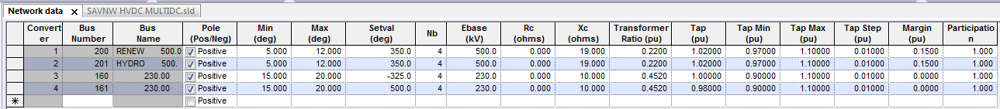 Network data x SAVNW HVDC MULTIDC.sld
Convert Bus Bus Pole Min Max Setval Nb Ebase Rc Xc Transformer Tap Tap Min Tap Max Tap Step Margin Participatio
er Number Name (Pos/Neg) (deg) (deg) (deg) (kV) (ohms) (ohms) Ratio (pu) (pu) (pu) (pu) (pu) (pu) n
1 200 RENEW 500.0 Positive 5.000 12.000 350.0 4 500.0 0.000 19.000 0.2200 1.02000 0.97000 1.10000 0.01000 0.1500 1.000
2 201 HYDRO 500. Positive 5.000 12.000 350.0 4 500.0 0.000 19.000 0.2200 1.02000 0.97000 1.10000 0.01000 0.1500 1.000
3 160 230.00 Positive 15.000 20.000 -325.0 4 230.0 0.000 10.000 0.4520 1.00000 0.90000 1.10000 0.01000 0.0000 1.000
4 161 230.00 Positive 15.000 20.000 500.0 4 230.0 0.000 10.000 0.4520 0.98000 0.90000 1.10000 0.01000 0.0000 1.000
* Positive